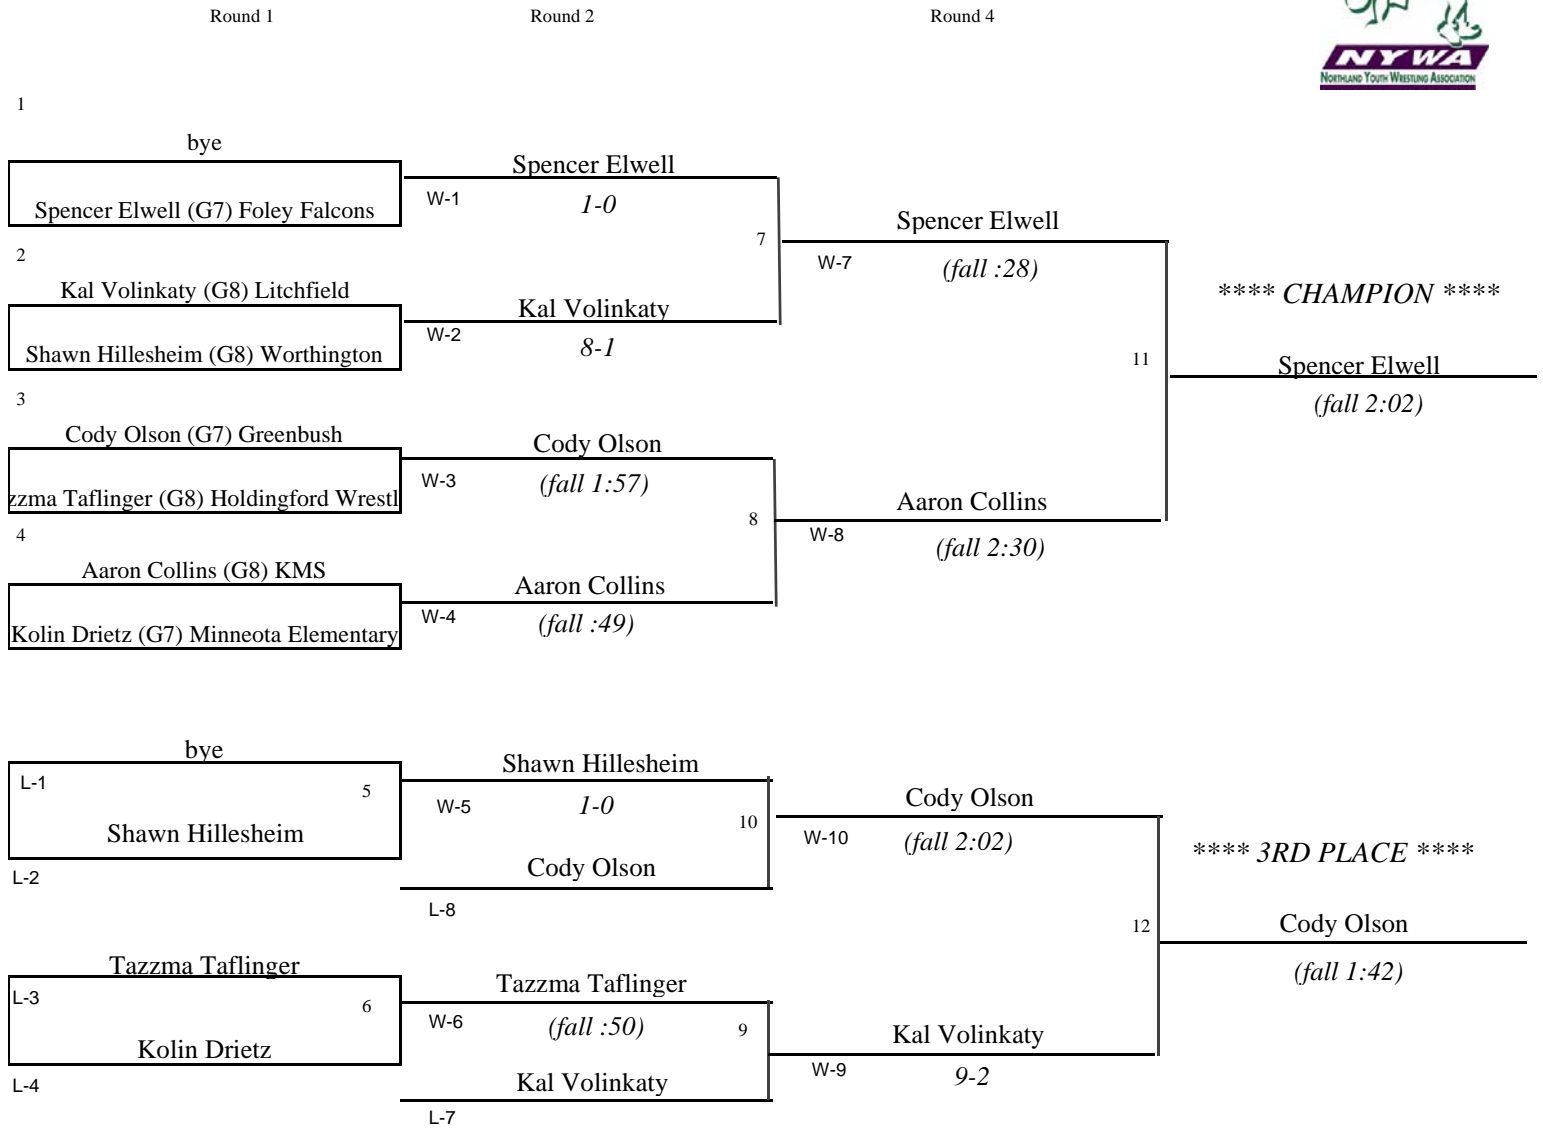 Round 1
Round 2
Round 4
NYWA
NORTHLAND YOUTH WRESTLING ASSOCIATION
1
bye
Spencer Elwell (G7) Foley Falcons
W-1
Spencer Elwell
1-0
2
Kal Volinkaty (G8) Litchfield
Shawn Hillesheim (G8) Worthington
W-2
Kal Volinkaty
8-1
7
W-7
Spencer Elwell
(fall :28)
3
Cody Olson (G7) Greenbush
zzma Taflinger (G8) Holdingford Wrestl
W-3
Cody Olson
(fall 1:57)
4
Aaron Collins (G8) KMS
Kolin Drietz (G7) Minneota Elementary
W-4
Aaron Collins
(fall :49)
8
W-8
Aaron Collins
(fall 2:30)
11
**** CHAMPION ****
Spencer Elwell
(fall 2:02)
bye
L-1
5
Shawn Hillesheim
L-2
W-5
Shawn Hillesheim
1-0
Cody Olson
L-8
10
W-10
Cody Olson
(fall 2:02)
Tazzma Taflinger
L-3
6
Kolin Drietz
L-4
W-6
Tazzma Taflinger
(fall :50)
Kal Volinkaty
L-7
9
W-9
Kal Volinkaty
9-2
12
**** 3RD PLACE ****
Cody Olson
(fall 1:42)